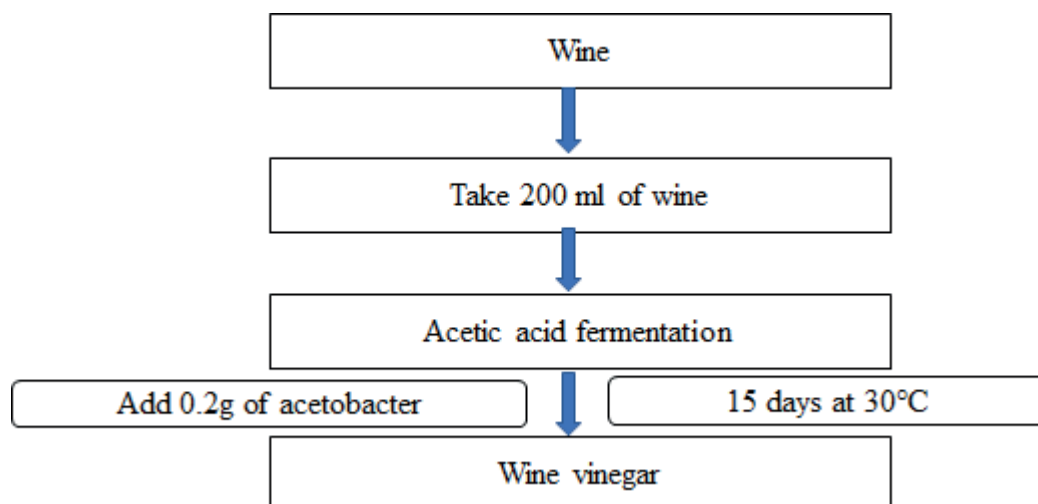 Wine
Take 200 ml of wine
Acetic acid fermentation
Add 0.2g of acetobacter
15 days at 30°C
Wine vinegar